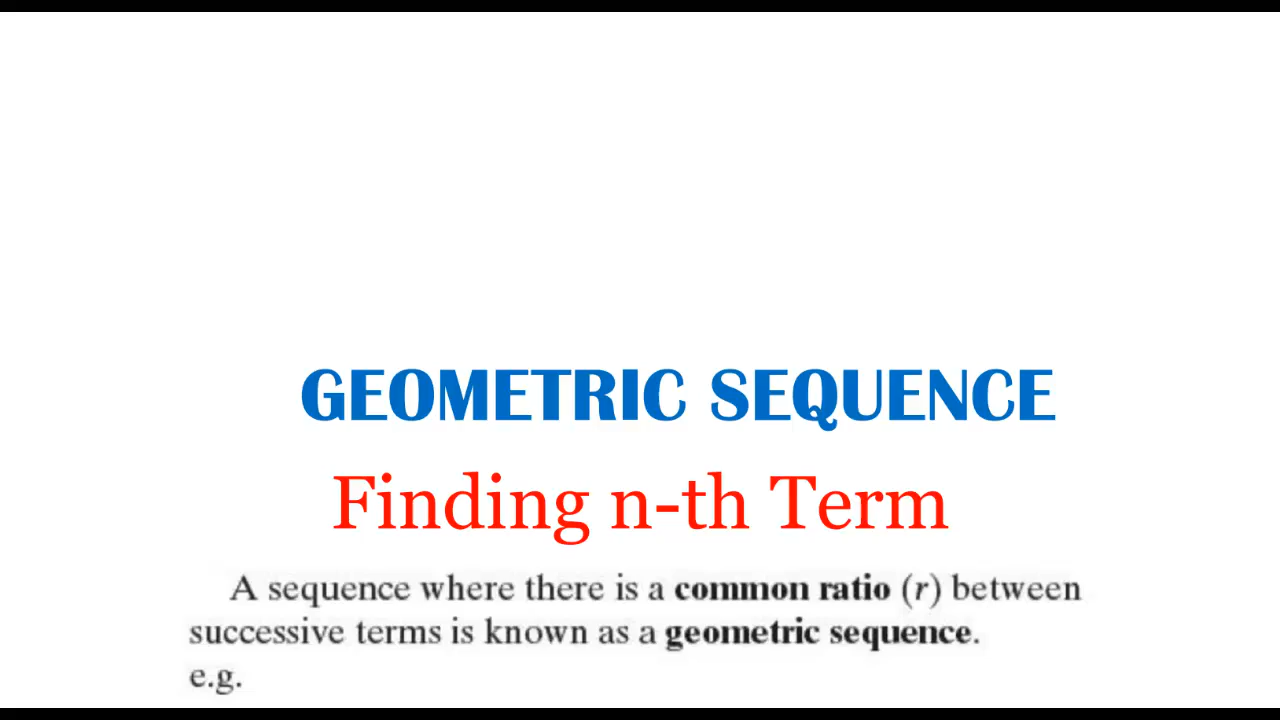 GEOMETRIC SEQUENCE
Finding n-th Term
A sequence where there is a common ratio (r) between
successive terms is known as a geometric sequence.
e.g.